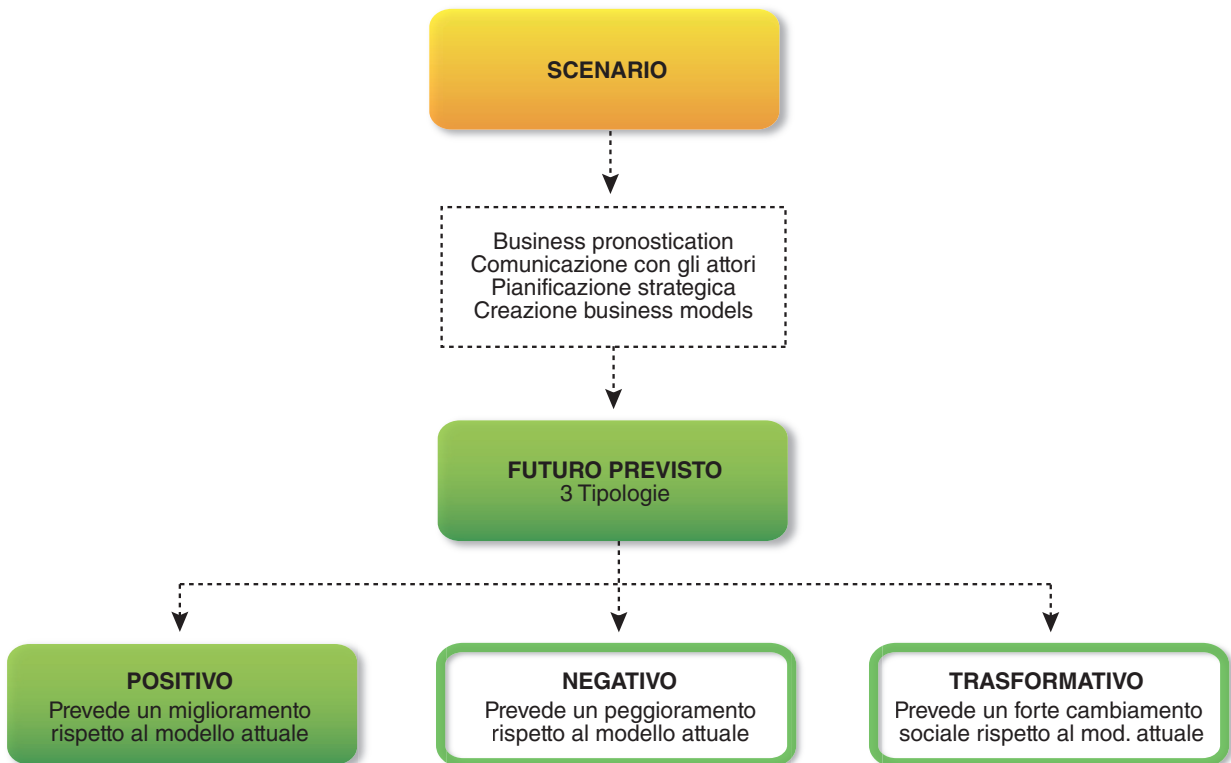 SCENARIO
Business pronostication
Comunicazione con gli attori
Pianificazione strategica
Creazione business models
FUTURO PREVISTO
3 Tipologie
POSITIVO
Prevede un miglioramento
rispetto al modello attuale
NEGATIVO
Prevede un peggioramento
rispetto al modello attuale
TRASFORMATIVO
Prevede un forte cambiamento
sociale rispetto al mod. attuale